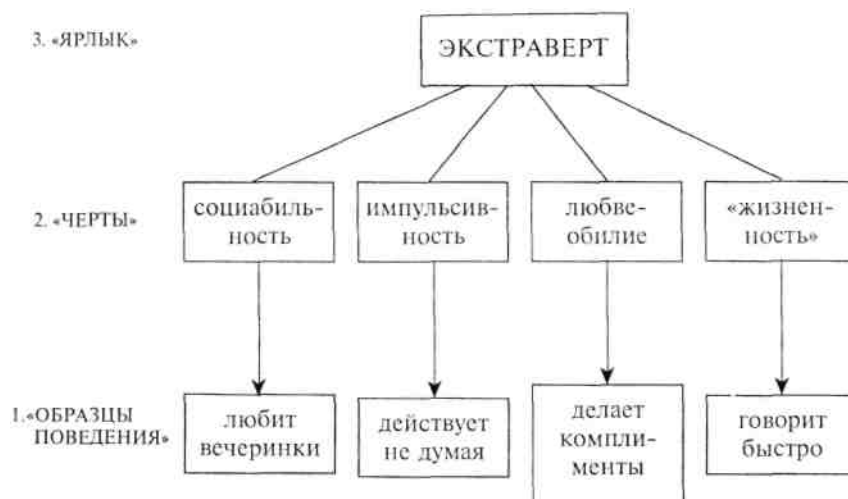 3. «ЯРЛЫК»
ЭКСТРАВЕРТ
2. «ЧЕРТЫ»
социабиль-
ность
импульсив-
ность
любве-
обилие
«жизнен-
ность»
1.«ОБРАЗЦЫ
ПОВЕДЕНИЯ»
любит
вечеринки
действует
не думая
делает
компли-
менты
говорит
быстро